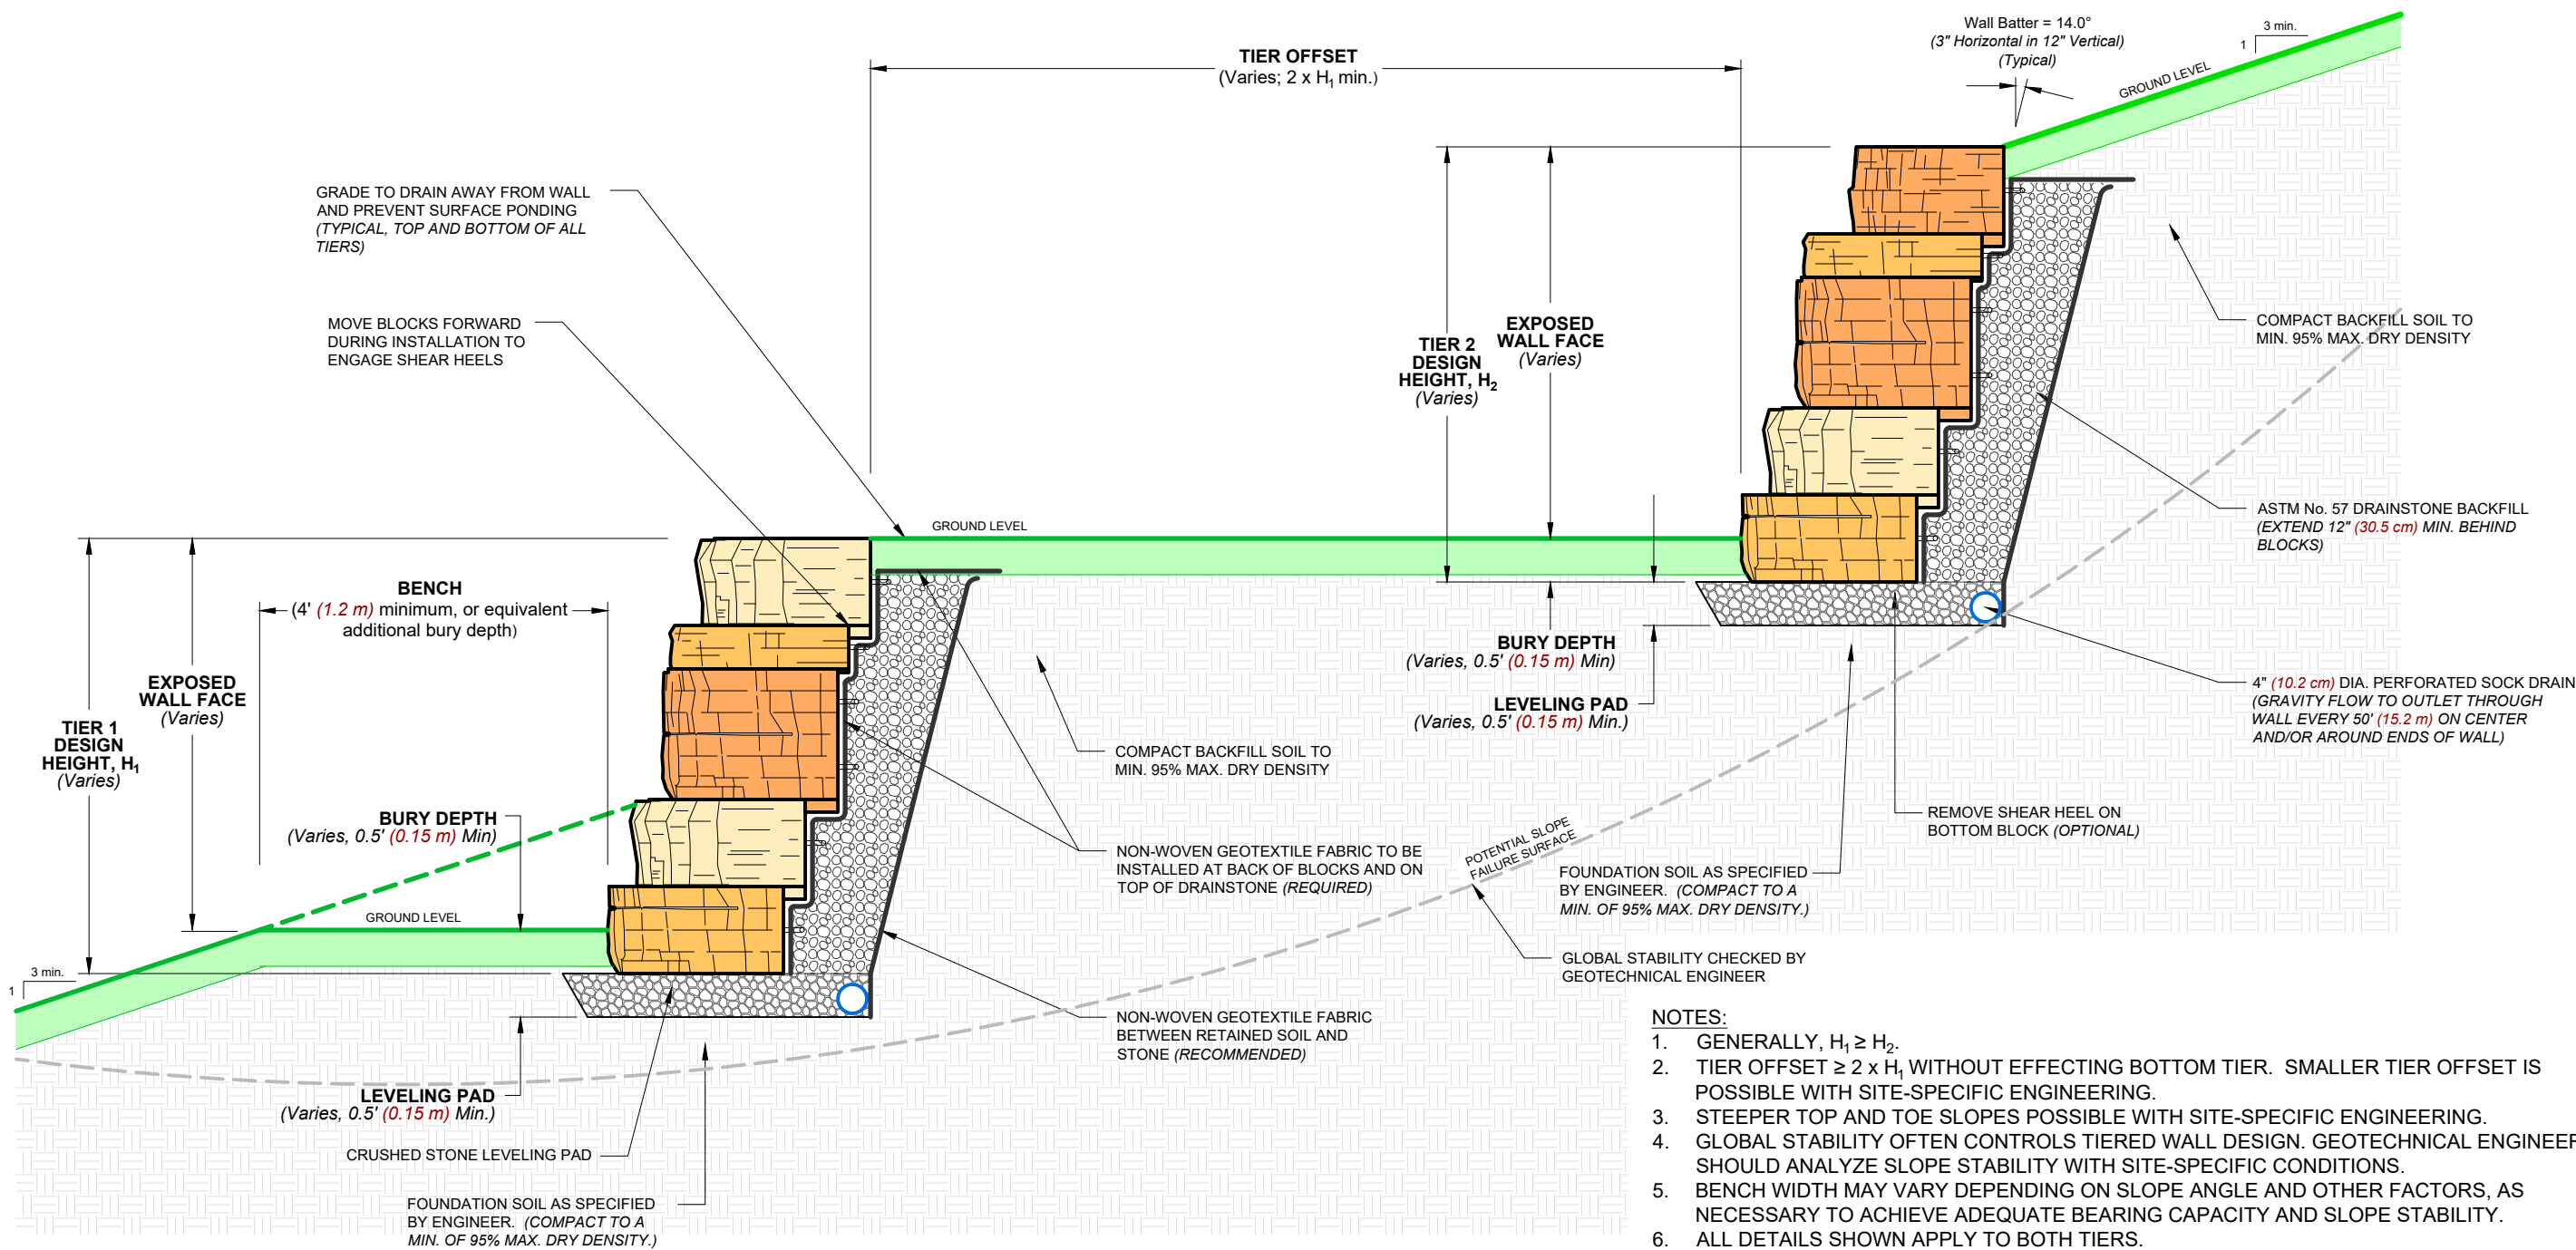 Wall Batter = 14.0°
(3" Horizontal in 12" Vertical)
(Typical)
3 min.
1
GROUND LEVEL
TIER OFFSET
(Varies; 2 x H₁ min.)
GRADE TO DRAIN AWAY FROM WALL
AND PREVENT SURFACE PONDING
(TYPICAL, TOP AND BOTTOM OF ALL
TIERS)
MOVE BLOCKS FORWARD
DURING INSTALLATION TO
ENGAGE SHEAR HEELS
EXPOSED
WALL FACE
(Varies)
TIER 2
DESIGN
HEIGHT, H₂
(Varies)
COMPACT BACKFILL SOIL TO
MIN. 95% MAX. DRY DENSITY
ASTM No. 57 DRAINSTONE BACKFILL
(EXTEND 12" (30.5 cm) MIN. BEHIND
BLOCKS)
GROUND LEVEL
BENCH
(4' (1.2 m) minimum, or equivalent
additional bury depth)
EXPOSED
WALL FACE
(Varies)
TIER 1
DESIGN
HEIGHT, H₁
(Varies)
BURY DEPTH
(Varies, 0.5' (0.15 m) Min)
LEVELING PAD
(Varies, 0.5' (0.15 m) Min.)
4" (10.2 cm) DIA. PERFORATED SOCK DRAIN
(GRAVITY FLOW TO OUTLET THROUGH
WALL EVERY 50' (15.2 m) ON CENTER
AND/OR AROUND ENDS OF WALL)
COMPACT BACKFILL SOIL TO
MIN. 95% MAX. DRY DENSITY
REMOVE SHEAR HEEL ON
BOTTOM BLOCK (OPTIONAL)
BURY DEPTH
(Varies, 0.5' (0.15 m) Min)
NON-WOVEN GEOTEXTILE FABRIC TO BE
INSTALLED AT BACK OF BLOCKS AND ON
TOP OF DRAINSTONE (REQUIRED)
POTENTIAL SLOPE
FAILURE SURFACE
FOUNDATION SOIL AS SPECIFIED
BY ENGINEER. (COMPACT TO A
MIN. OF 95% MAX. DRY DENSITY.)
GROUND LEVEL
3 min.
1
GLOBAL STABILITY CHECKED BY
GEOTECHNICAL ENGINEER
NON-WOVEN GEOTEXTILE FABRIC
BETWEEN RETAINED SOIL AND
STONE (RECOMMENDED)
LEVELING PAD
(Varies, 0.5' (0.15 m) Min.)
CRUSHED STONE LEVELING PAD
FOUNDATION SOIL AS SPECIFIED
BY ENGINEER. (COMPACT TO A
MIN. OF 95% MAX. DRY DENSITY.)
NOTES:
1. GENERALLY, H₁ ≥ H₂.
2. TIER OFFSET ≥ 2 x H₁ WITHOUT EFFECTING BOTTOM TIER. SMALLER TIER OFFSET IS
POSSIBLE WITH SITE-SPECIFIC ENGINEERING.
3. STEEPER TOP AND TOE SLOPES POSSIBLE WITH SITE-SPECIFIC ENGINEERING.
4. GLOBAL STABILITY OFTEN CONTROLS TIERED WALL DESIGN. GEOTECHNICAL ENGINEER
SHOULD ANALYZE SLOPE STABILITY WITH SITE-SPECIFIC CONDITIONS.
5. BENCH WIDTH MAY VARY DEPENDING ON SLOPE ANGLE AND OTHER FACTORS, AS
NECESSARY TO ACHIEVE ADEQUATE BEARING CAPACITY AND SLOPE STABILITY.
6. ALL DETAILS SHOWN APPLY TO BOTH TIERS.